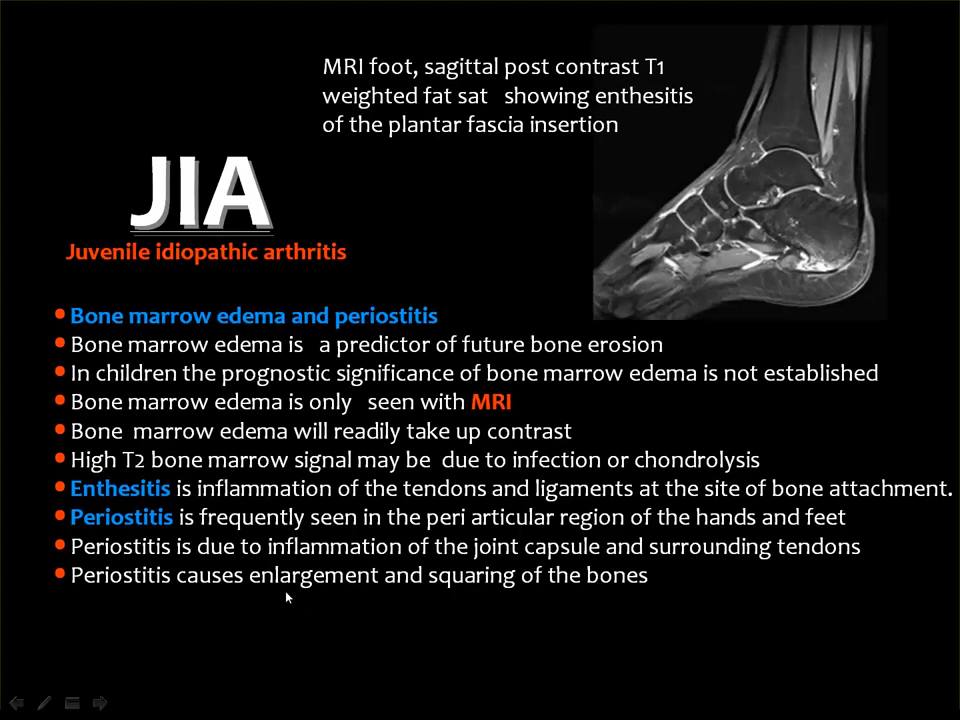 MRI foot, sagittal post contrast T1
weighted fat sat showing enthesitis
of the plantar fascia insertion
JIA
Juvenile idiopathic arthritis
• Bone marrow edema and periostitis
• Bone marrow edema is a predictor of future bone erosion
• In children the prognostic significance of bone marrow edema is not established
• Bone marrow edema is only seen with MRI
• Bone marrow edema will readily take up contrast
• High T2 bone marrow signal may be due to infection or chondrolysis
• Enthesitis is inflammation of the tendons and ligaments at the site of bone attachment.
• Periostitis is frequently seen in the peri articular region of the hands and feet
• Periostitis is due to inflammation of the joint capsule and surrounding tendons
• Periostitis causes enlargement and squaring of the bones